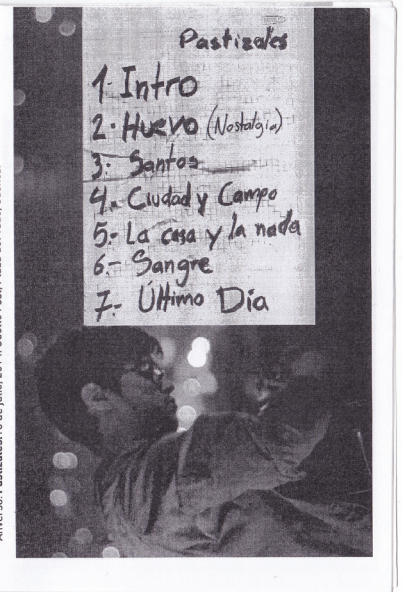 Pastizales
1- Intro
2- Huevo (Nostalgia)
3- Santos
4.- Ciudad y Campo
5.- La casa y la nada
6.- Sangre
7.- Último Día